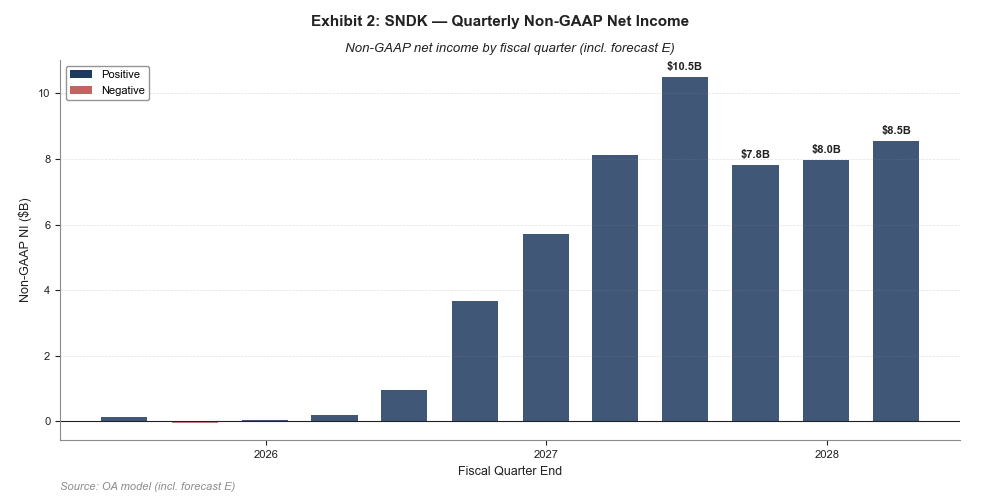 Exhibit 2: SNDK — Quarterly Non-GAAP Net Income
Non-GAAP net income by fiscal quarter (incl. forecast E)
Positive
Negative
$10.5B
$7.8B
$8.0B
$8.5B
Non-GAAP NI ($B)
10
8
6
4
2
0
2026
2027
2028
Fiscal Quarter End
Source: OA model (incl. forecast E)